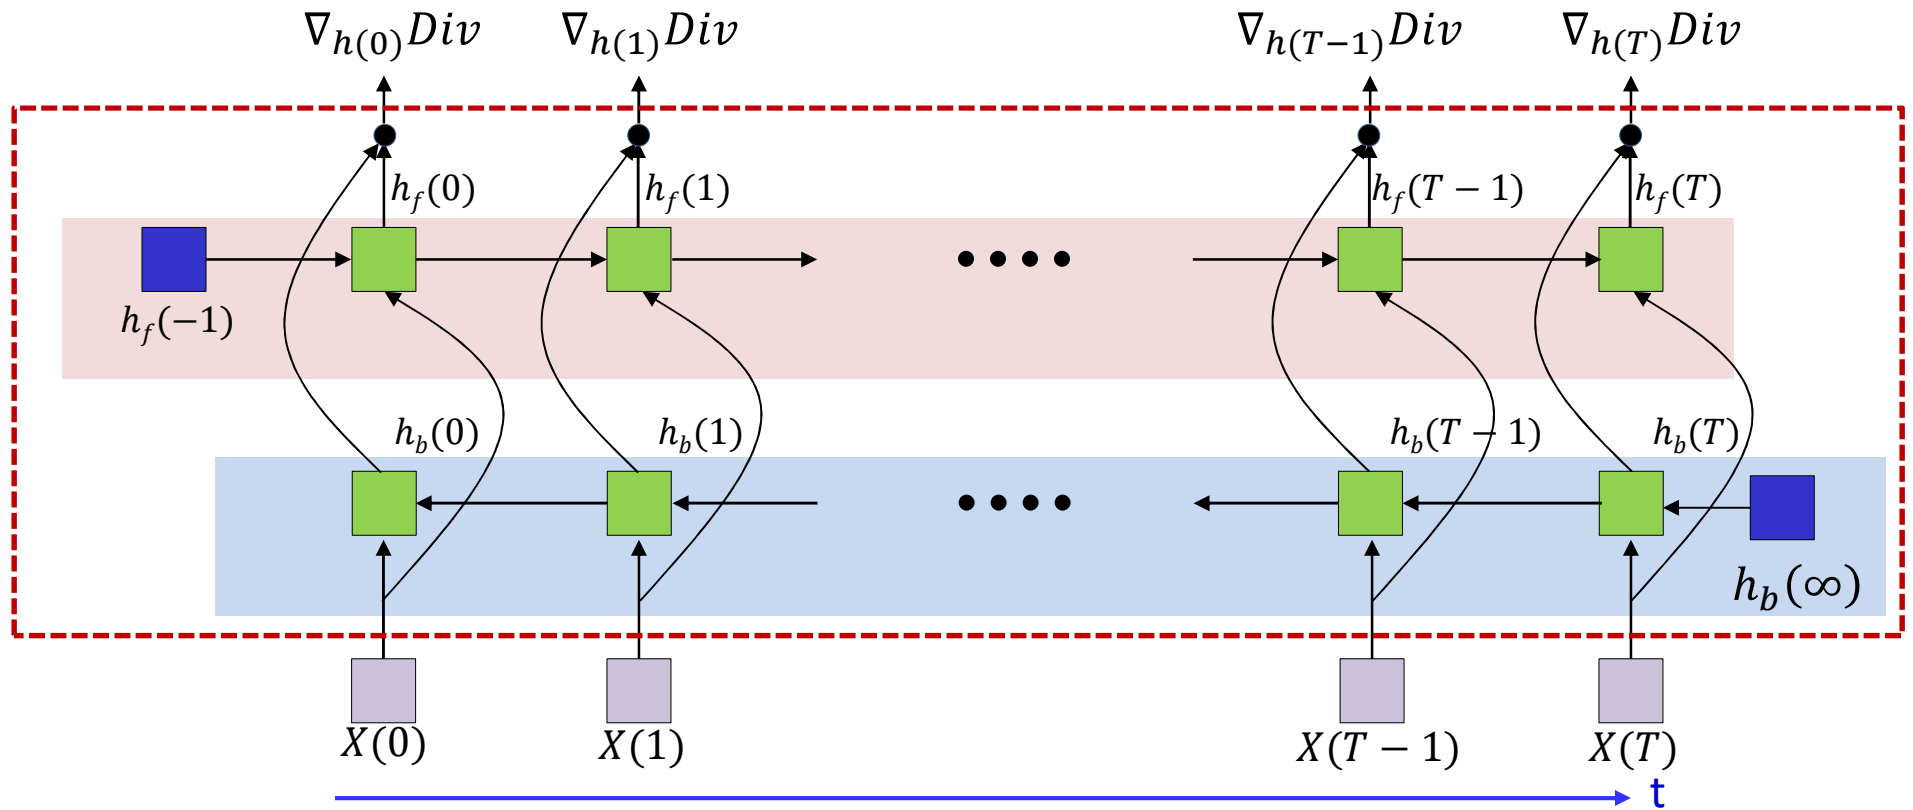 ∇h(0)Div ∇h(1)Div ∇h(T−1)Div ∇h(T)Div
hf(0) hf(1) hf(T − 1) hf(T)
hf(−1)
hb(0) hb(1) hb(T − 1) hb(T)
hb(∞)
X(0) X(1) X(T − 1) X(T)
t